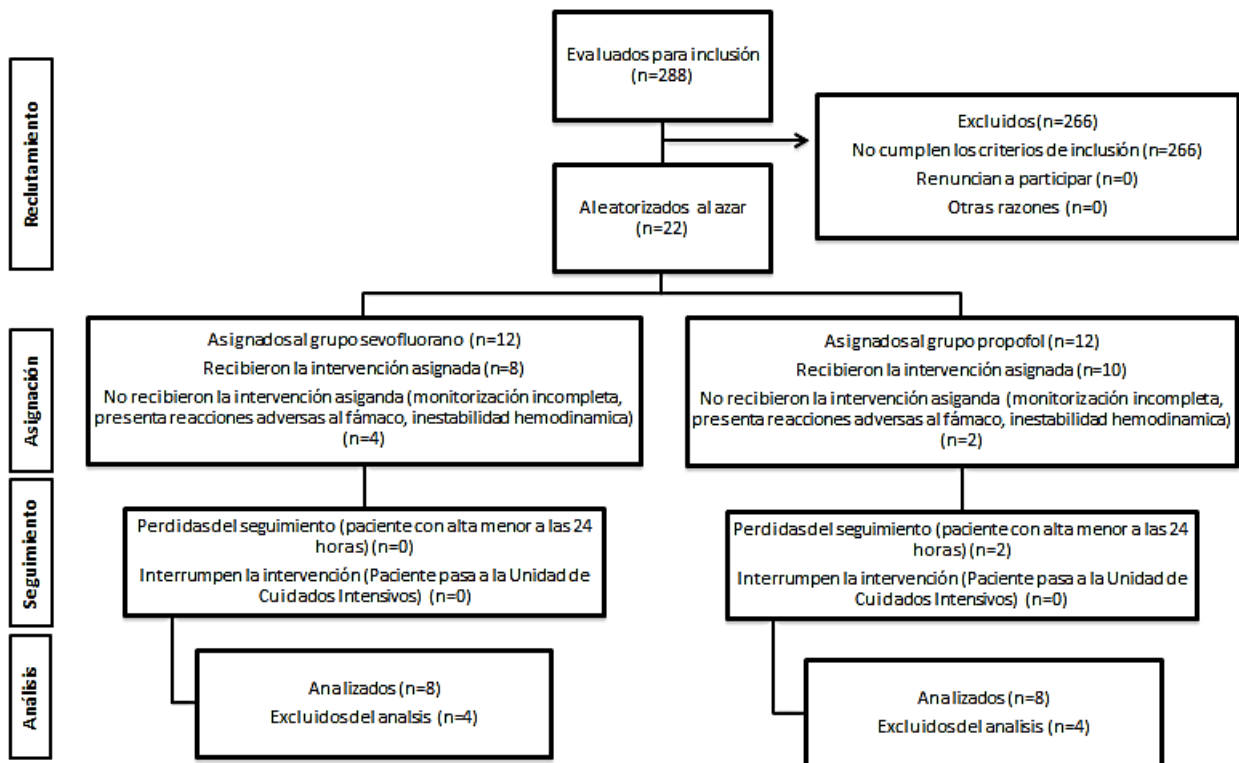 Reclutamiento
Evaluados para inclusión
(n=288)
Excluidos (n=266)
No cumplen los criterios de inclusión (n=266)
Renuncian a participar (n=0)
Otras razones (n=0)
Aleatorizados al azar
(n=22)
Asignación
Asignados al grupo sevofluorano (n=12)
Recibieron la intervención asignada (n=8)
No recibieron la intervención asiganda (monitorización incompleta,
presenta reacciones adversas al fámaco, inestabilidad hemodinamica)
(n=4)
Asignados al grupo propofol (n=12)
Recibieron la intervención asignada (n=10)
No recibieron la intervención asiganda (monitorización incompleta,
presenta reacciones adversas al fámaco, inestabilidad hemodinamica)
(n=2)
Seguimiento
Perdidas del seguimiento (paciente con alta menor a las 24
horas) (n=0)
Interrumpen la intervención (Paciente pasa a la Unidad de
Cuidados Intensivos) (n=0)
Perdidas del seguimiento (paciente con alta menor a las 24
horas) (n=2)
Interrumpen la intervención (Paciente pasa a la Unidad de
Cuidados Intensivos) (n=0)
Análisis
Analizados (n=8)
Excluidos del analsis (n=4)
Analizados (n=8)
Excluidos del analisis (n=4)